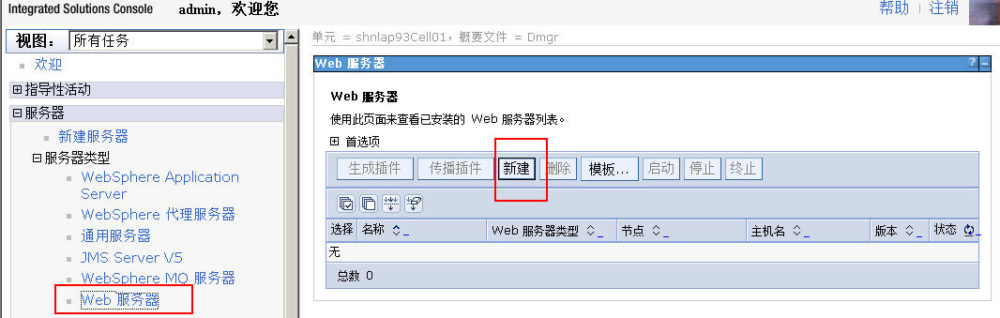 Integrated Solutions Console admin，欢迎您 帮助 注销
视图： 所有任务
欢迎
指导性活动
服务器
新建服务器
服务器类型
WebSphere Application
Server
WebSphere 代理服务器
通用服务器
JMS Server V5
WebSphere MQ 服务器
Web 服务器
单元 = shnlap93Cell01，概要文件 = Dmgr
Web 服务器 ?
Web 服务器
使用此页面来查看已安装的 Web 服务器列表。
首选项
生成插件 传播插件 新建 删除 模板... 启动 停止 终止
选择 名称 Web 服务器类型 节点 主机名 版本 状态
无
总数 0